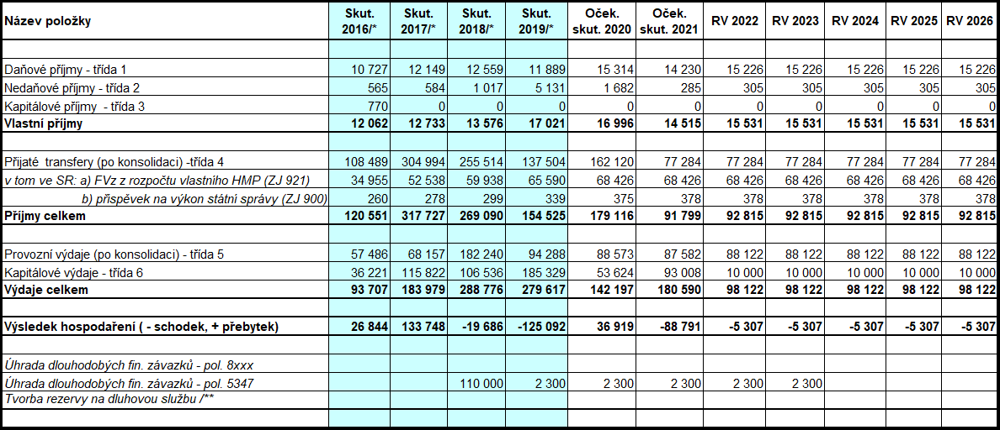 Název položky Skut. 2016/* Skut. 2017/* Skut. 2018/* Skut. 2019/* Oček. skut. 2020 Oček. skut. 2021 RV 2022 RV 2023 RV 2024 RV 2025 RV 2026
Daňové příjmy - třída 1 10 727 12 149 12 559 11 889 15 314 14 230 15 226 15 226 15 226 15 226 15 226
Nedaňové příjmy - třída 2 565 584 1 017 5 131 1 682 285 305 305 305 305 305
Kapitálové příjmy - třída 3 770 0 0 0 0 0 0 0 0 0 0
Vlastní příjmy 12 062 12 733 13 576 17 021 16 996 14 515 15 531 15 531 15 531 15 531 15 531
Přijaté transfery (po konsolidaci) -třída 4 108 489 304 994 255 514 137 504 162 120 77 284 77 284 77 284 77 284 77 284 77 284
v tom ve SR: a) FVz z rozpočtu vlastního HMP (ZJ 921) 34 955 52 538 59 938 65 590 68 426 68 426 68 426 68 426 68 426 68 426 68 426
b) přispěvek na výkon státní správy (ZJ 900) 260 278 299 339 375 378 378 378 378 378 378
Příjmy celkem 120 551 317 727 269 090 154 525 179 116 91 799 92 815 92 815 92 815 92 815 92 815
Provozní výdaje (po konsolidaci) - třída 5 57 486 68 157 182 240 94 288 88 573 87 582 88 122 88 122 88 122 88 122 88 122
Kapitálové výdaje - třída 6 36 221 115 822 106 536 185 329 53 624 93 008 10 000 10 000 10 000 10 000 10 000
Výdaje celkem 93 707 183 979 288 776 279 617 142 197 180 590 98 122 98 122 98 122 98 122 98 122
Výsledek hospodaření ( - schodek, + přebytek) 26 844 133 748 -19 686 -125 092 36 919 -88 791 -5 307 -5 307 -5 307 -5 307 -5 307
Úhrada dlouhodobých fin. závazků - pol. 8xxx
Úhrada dlouhodobých fin. závazků - pol. 5347 110 000 2 300 2 300 2 300 2 300 2 300
Tvorba rezervy na dluhovou službu /**